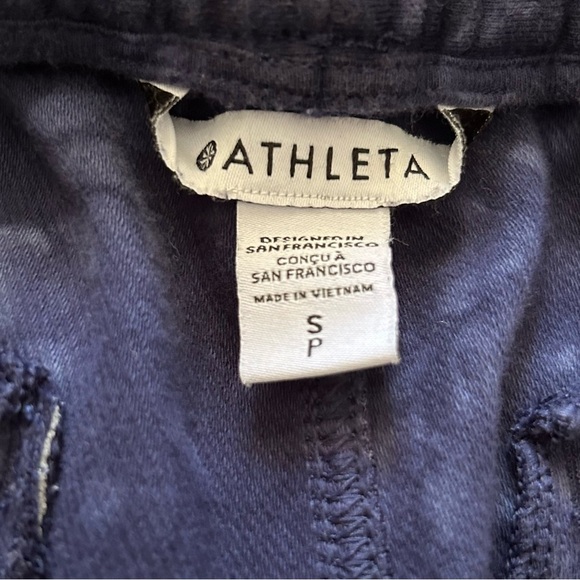 ATHLETA
DESIGNED IN
SAN FRANCISCO
CONÇU À
SAN FRANCISCO
MADE IN VIETNAM
S
P